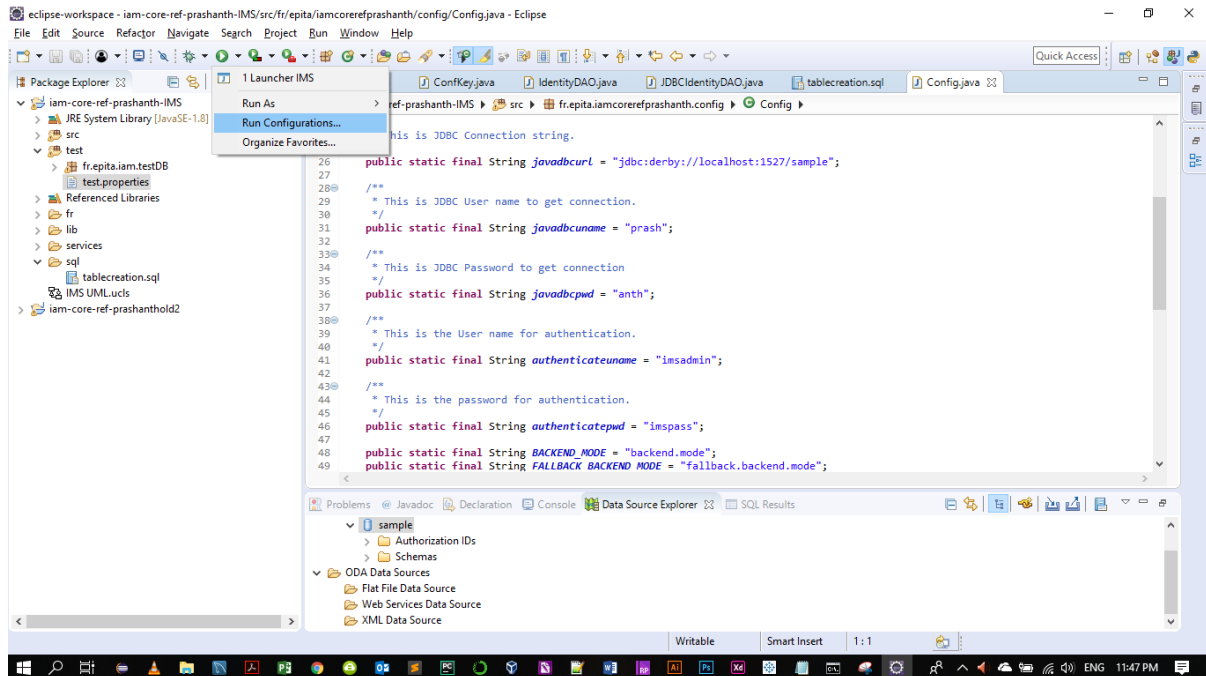 eclipse-workspace - iam-core-ref-prashanth-IMS/src/fr/epita/iamcorerefprashanth/config/Config.java - Eclipse
File Edit Source Refactor Navigate Search Project Run Window Help
Quick Access
Package Explorer
1 Launcher IMS
Run As
Run Configurations...
Organize Favorites...
ConfKey.java IdentityDAO.java JDBCIdentityDAO.java tablecreation.sql Config.java
ref-prashanth-IMS src fr.epita.iamcorerefprashanth.config Config
iam-core-ref-prashanth-IMS
JRE System Library [JavaSE-1.8]
src
test
fr.epita.iam.testDB
test.properties
Referenced Libraries
fr
lib
services
sql
tablecreation.sql
IMS UML.ucls
iam-core-ref-prashanthold2
his is JDBC Connection string.
26 public static final String javadbcurl = "jdbc:derby://localhost:1527/sample";
27
28 /**
29 * This is JDBC User name to get connection.
30 */
31 public static final String javadbcuname = "prash";
32
33 /**
34 * This is JDBC Password to get connection
35 */
36 public static final String javadbcpwd = "anth";
37
38 /**
39 * This is the User name for authentication.
40 */
41 public static final String authenticateuname = "imsadmin";
42
43 /**
44 * This is the password for authentication.
45 */
46 public static final String authenticatepwd = "imspass";
47
48 public static final String BACKEND_MODE = "backend.mode";
49 public static final String FALLBACK_BACKEND_MODE = "fallback.backend.mode";
Problems Javadoc Declaration Console Data Source Explorer SQL Results
sample
Authorization IDs
Schemas
ODA Data Sources
Flat File Data Source
Web Services Data Source
XML Data Source
Writable Smart Insert 1 : 1
ENG 11:47 PM